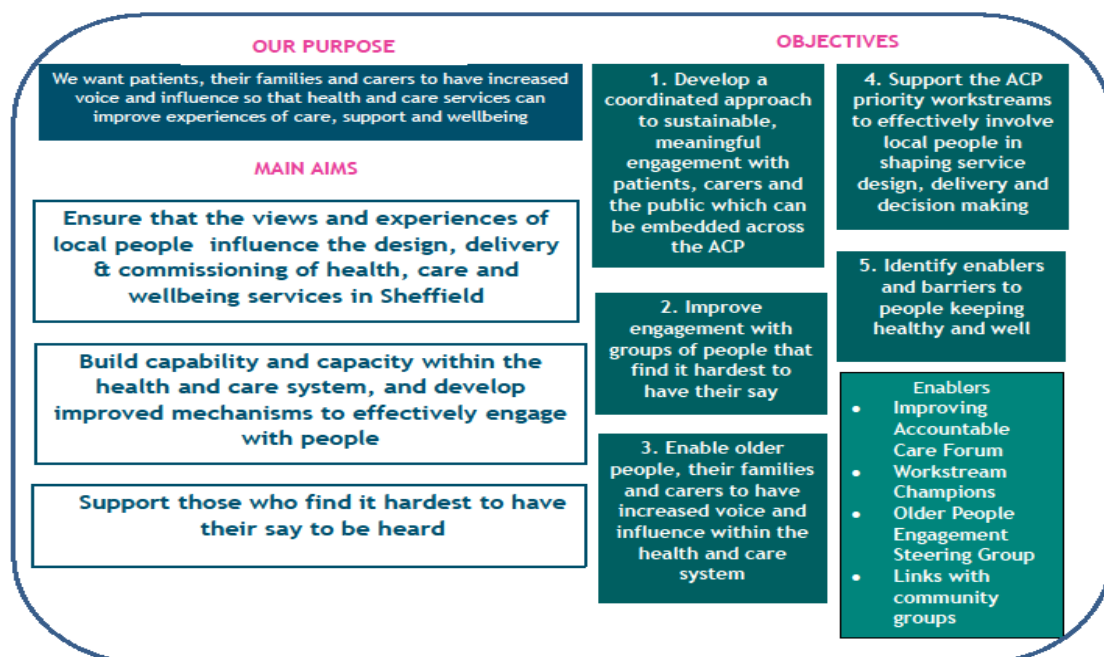 OUR PURPOSE
We want patients, their families and carers to have increased
voice and influence so that health and care services can
improve experiences of care, support and wellbeing
MAIN AIMS
Ensure that the views and experiences of
local people influence the design, delivery
& commissioning of health, care and
wellbeing services in Sheffield
Build capability and capacity within the
health and care system, and develop
improved mechanisms to effectively engage
with people
Support those who find it hardest to have
their say to be heard
OBJECTIVES
1. Develop a
coordinated approach
to sustainable,
meaningful
engagement with
patients, carers and
the public which can
be embedded across
the ACP
2. Improve
engagement with
groups of people that
find it hardest to
have their say
3. Enable older
people, their families
and carers to have
increased voice and
influence within the
health and care
system
4. Support the ACP
priority workstreams
to effectively involve
local people in
shaping service
design, delivery and
decision making
5. Identify enablers
and barriers to
people keeping
healthy and well
Enablers
• Improving
Accountable
Care Forum
• Workstream
Champions
• Older People
Engagement
Steering Group
• Links with
community
groups